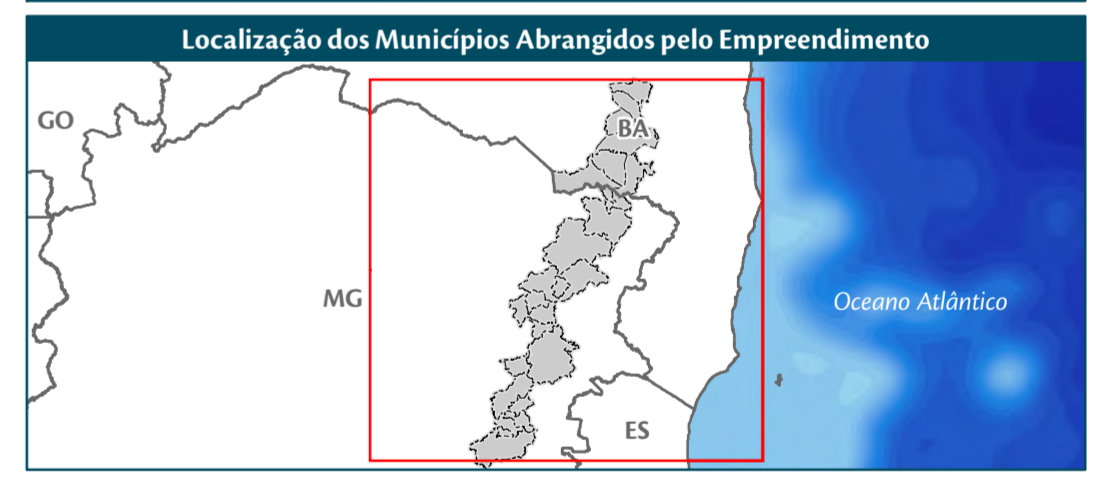 Localização dos Municípios Abrangidos pelo Empreendimento
GO
BA
MG
Oceano Atlântico
ES